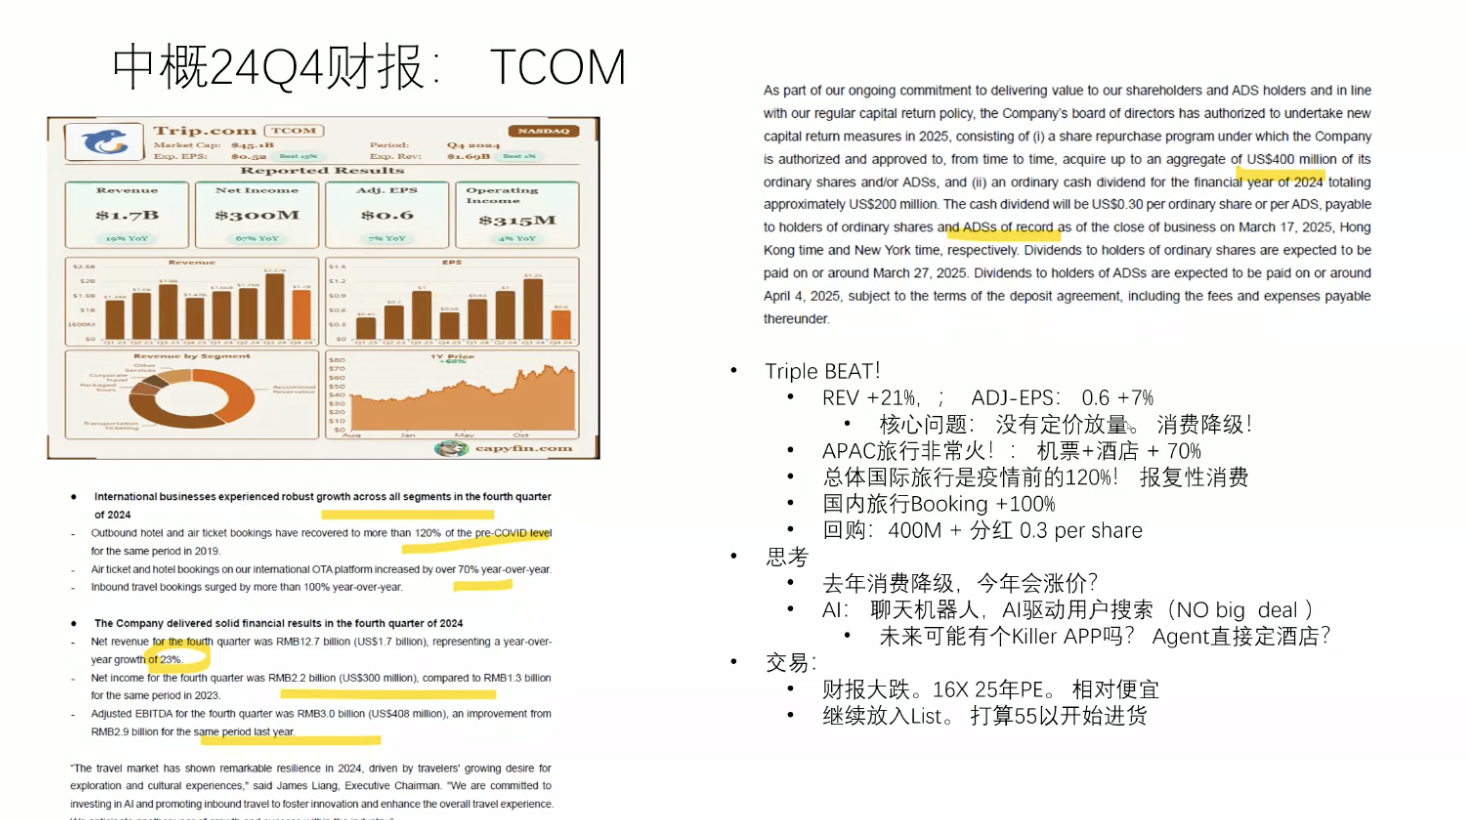 中概24Q4财报： TCOM
Trip.com TCOM NASDAQ
Market Cap: $45.1B Period: Q4 2024
Exp. EPS: $0.52 Beat 15% Exp. Rev: $1.69B Beat 1%
Reported Results
Revenue
$1.7B
19% YoY
Net Income
$300M
67% YoY
Adj. EPS
$0.6
7% YoY
Operating
Income
$315M
4% YoY
Revenue
$2B
$1.5B
$1B
$500M
$0
EPS
$1.2
$0.9
$0.6
$0.3
$0
Revenue by Segment
Other
Services
Corporate
Travel
Packaged
Tours
Transportation
Ticketing
1Y Price
+68%
$80
$70
$60
$50
$40
$30
$20
$10
$0
Aug Jan May Oct
capyfin.com
● International businesses experienced robust growth across all segments in the fourth quarter
of 2024
- Outbound hotel and air ticket bookings have recovered to more than 120% of the pre-COVID level
for the same period in 2019.
- Air ticket and hotel bookings on our international OTA platform increased by over 70% year-over-year.
- Inbound travel bookings surged by more than 100% year-over-year.
● The Company delivered solid financial results in the fourth quarter of 2024
- Net revenue for the fourth quarter was RMB12.7 billion (US$1.7 billion), representing a year-over-
year growth of 23%.
- Net income for the fourth quarter was RMB2.2 billion (US$300 million), compared to RMB1.3 billion
for the same period in 2023.
- Adjusted EBITDA for the fourth quarter was RMB3.0 billion (US$408 million), an improvement from
RMB2.9 billion for the same period last year.
"The travel market has shown remarkable resilience in 2024, driven by travelers' growing desire for
exploration and cultural experiences," said James Liang, Executive Chairman. "We are committed to
investing in AI and promoting inbound travel to foster innovation and enhance the overall travel experience.
As part of our ongoing commitment to delivering value to our shareholders and ADS holders and in line
with our regular capital return policy, the Company's board of directors has authorized to undertake new
capital return measures in 2025, consisting of (i) a share repurchase program under which the Company
is authorized and approved to, from time to time, acquire up to an aggregate of US$400 million of its
ordinary shares and/or ADSs, and (ii) an ordinary cash dividend for the financial year of 2024 totaling
approximately US$200 million. The cash dividend will be US$0.30 per ordinary share or per ADS, payable
to holders of ordinary shares and ADSs of record as of the close of business on March 17, 2025, Hong
Kong time and New York time, respectively. Dividends to holders of ordinary shares are expected to be
paid on or around March 27, 2025. Dividends to holders of ADSs are expected to be paid on or around
April 4, 2025, subject to the terms of the deposit agreement, including the fees and expenses payable
thereunder.
• Triple BEAT！
• REV +21%，； ADJ-EPS： 0.6 +7%
• 核心问题： 没有定价放量。 消费降级！
• APAC旅行非常火！： 机票+酒店 + 70%
• 总体国际旅行是疫情前的120%！ 报复性消费
• 国内旅行Booking +100%
• 回购：400M + 分红 0.3 per share
• 思考
• 去年消费降级，今年会涨价？
• AI： 聊天机器人，AI驱动用户搜索（NO big deal ）
• 未来可能有个Killer APP吗？ Agent直接定酒店？
• 交易：
• 财报大跌。16X 25年PE。 相对便宜
• 继续放入List。 打算55以开始进货